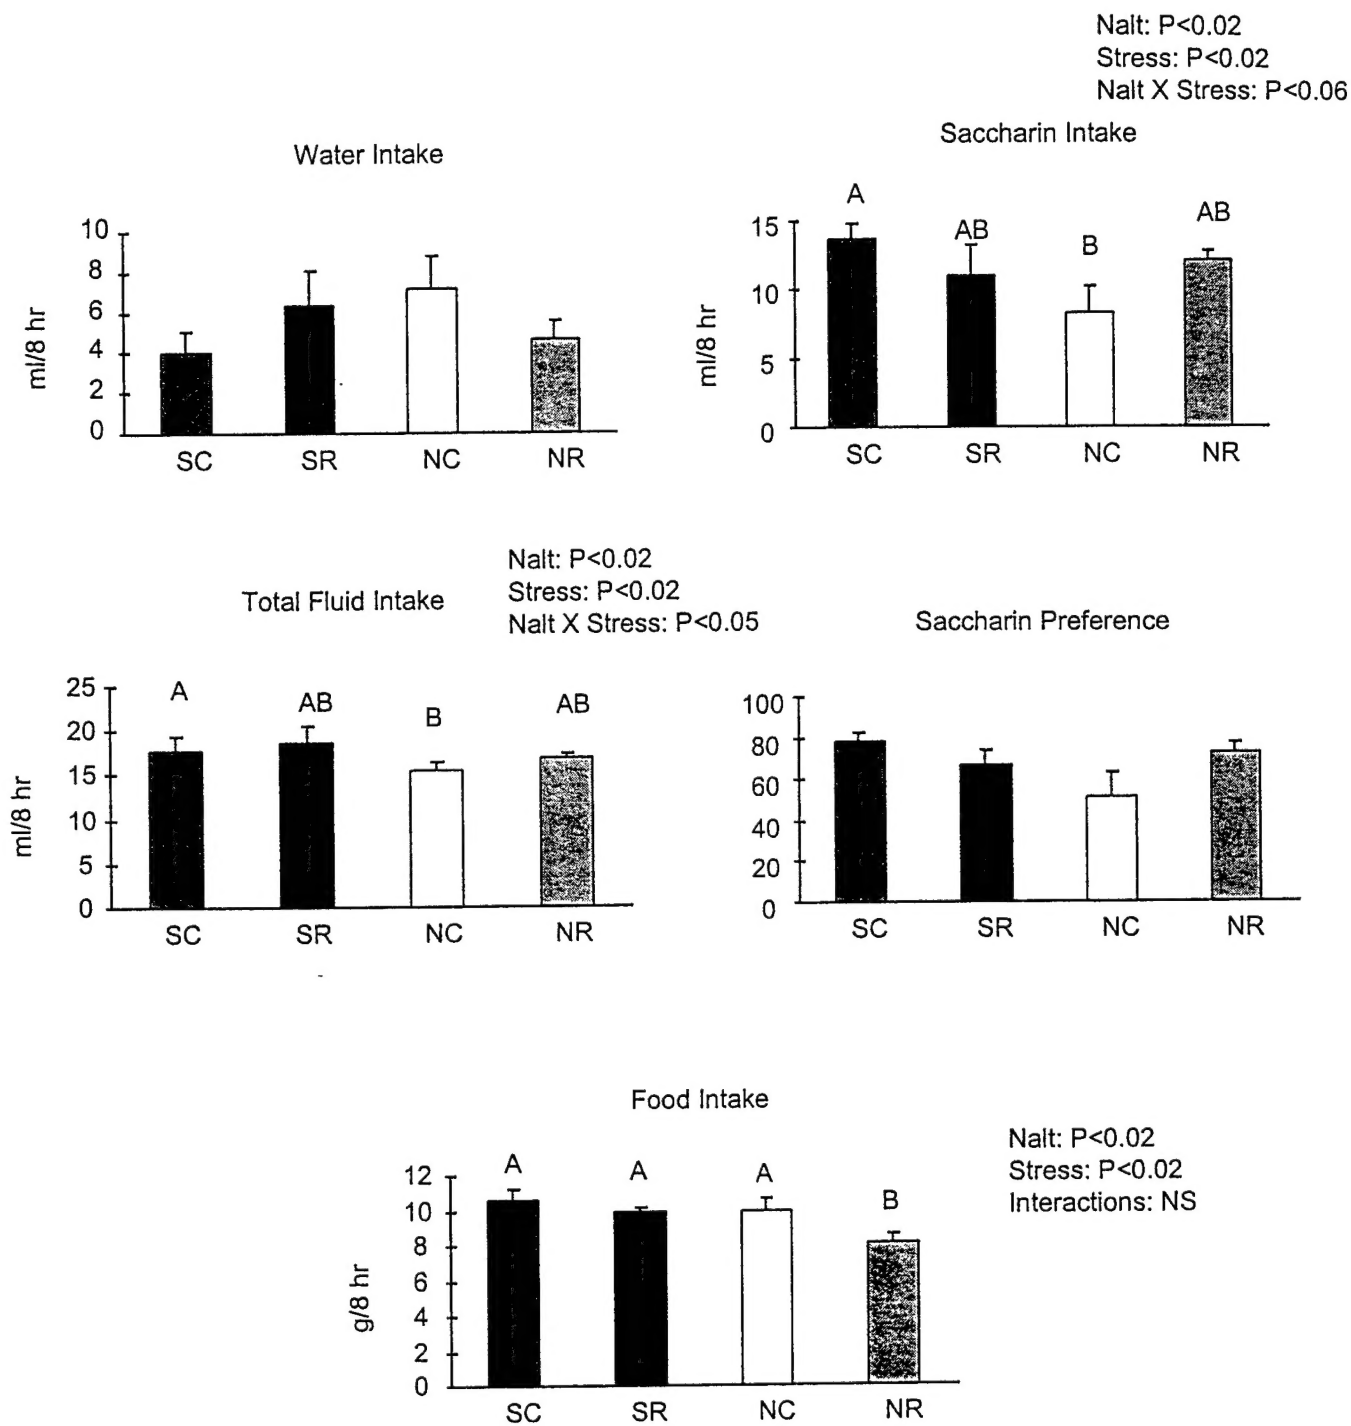 Nalt: P<0.02
Stress: P<0.02
Nalt X Stress: P<0.06
Water Intake
Saccharin Intake
10
8
6
4
2
0
ml/8 hr
SC SR NC NR
15
10
5
0
ml/8 hr
A AB B AB
SC SR NC NR
Nalt: P<0.02
Stress: P<0.02
Nalt X Stress: P<0.05
Total Fluid Intake
Saccharin Preference
25
20
15
10
5
0
ml/8 hr
A AB B AB
SC SR NC NR
100
80
60
40
20
0
SC SR NC NR
Food Intake
Nalt: P<0.02
Stress: P<0.02
Interactions: NS
12
10
8
6
4
2
0
g/8 hr
A A A B
SC SR NC NR